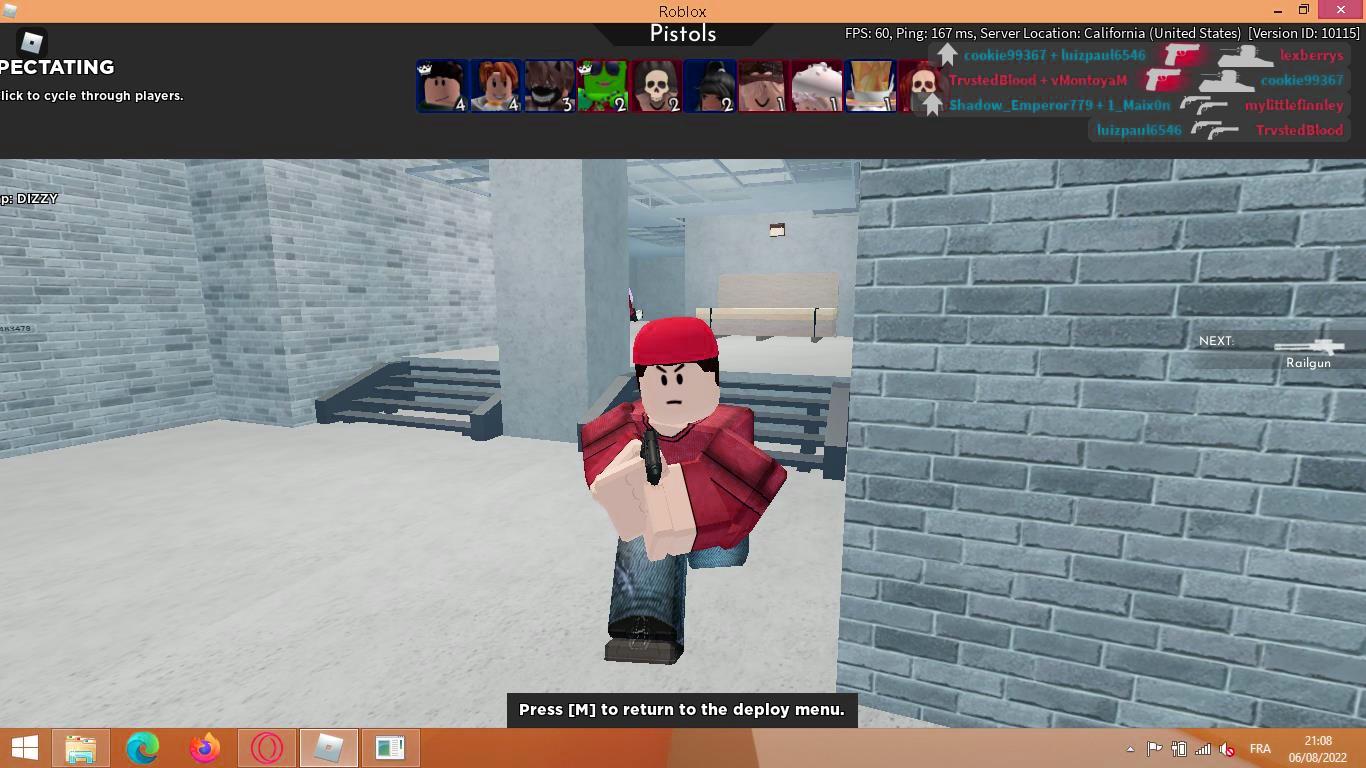 Roblox
Pistols
FPS: 60, Ping: 167 ms, Server Location: California (United States) [Version ID: 10115]
PECTATING
lick to cycle through players.
4 4 3 2 2 2 1 1 1
cookie99367 + luizpaul6546 lexberrys
TrvstedBlood + vMontoyaM cookie99367
Shadow_Emperor779 + 1_Maix0n mylittlefinnley
luizpaul6546 TrvstedBlood
p: DIZZY
NEXT:
Railgun
Press [M] to return to the deploy menu.
FRA
21:08
06/08/2022